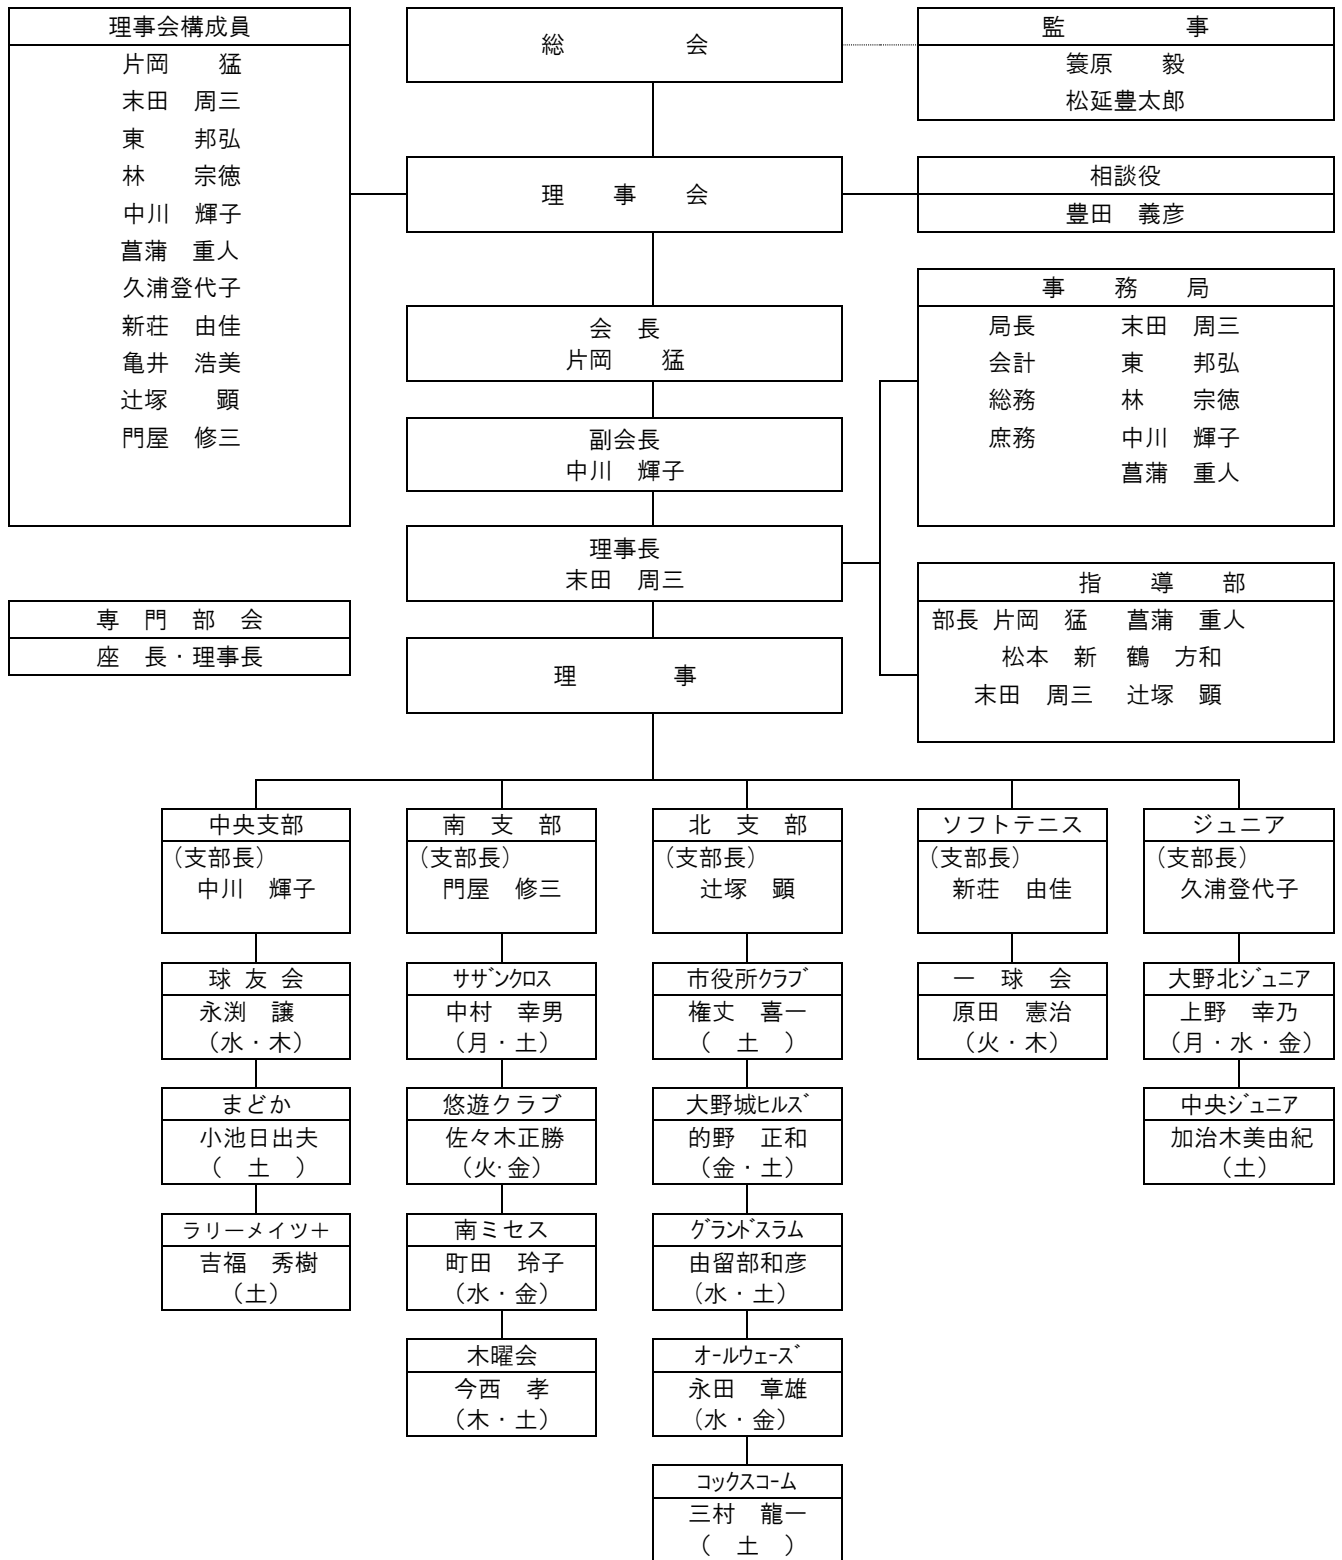 理事会構成員
片岡　　猛
末田　周三
東　　邦弘
林　　宗徳
中川　輝子
菖蒲　重人
久浦登代子
新荘　由佳
亀井　浩美
辻塚　　顕
門屋　修三
総　　　　　会
監　　　　　事
簑原　　毅
松延豊太郎
理　　事　　会
相談役
豊田　義彦
会　長
片岡　　猛
副会長
中川　輝子
理事長
末田　周三
理　　　　事
事　　務　　局
局長　末田　周三
会計　東　　邦弘
総務　林　　宗徳
庶務　中川　輝子
菖蒲　重人
指　　導　　部
部長 片岡　猛　菖蒲　重人
松本　新　鶴　方和
末田　周三　辻塚　顕
専　門　部　会
座　長・理事長
中央支部
（支部長）
中川　輝子
球 友 会
永渕　譲
（水・木）
まどか
小池日出夫
（　土　）
ラリーメイツ＋
吉福　秀樹
（土）
南　支　部
（支部長）
門屋　修三
ｻｻﾞﾝｸﾛｽ
中村　幸男
（月・土）
悠遊クラブ
佐々木正勝
（火･金）
南ミセス
町田　玲子
（水・金）
木曜会
今西　孝
（木・土）
北　支　部
（支部長）
辻塚　顕
市役所ｸﾗﾌﾞ
権丈　喜一
（　土　）
大野城ﾋﾙｽﾞ
的野　正和
（金・土）
ｸﾞﾗﾝﾄﾞｽﾗﾑ
由留部和彦
（水・土）
ｵｰﾙｳｪｰｽﾞ
永田　章雄
（水・金）
ｺｯｸｽｺｰﾑ
三村　龍一
（　土　）
ソフトテニス
（支部長）
新荘　由佳
一　球　会
原田　憲治
（火・木）
ジュニア
（支部長）
久浦登代子
大野北ｼﾞｭﾆｱ
上野　幸乃
（月・水・金）
中央ｼﾞｭﾆｱ
加治木美由紀
（土）